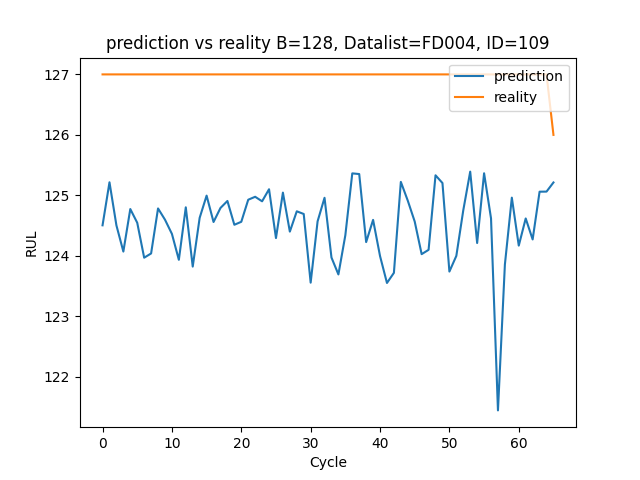 prediction vs reality B=128, Datalist=FD004, ID=109
127
126
125
124
123
122
RUL
prediction
reality
0 10 20 30 40 50 60
Cycle